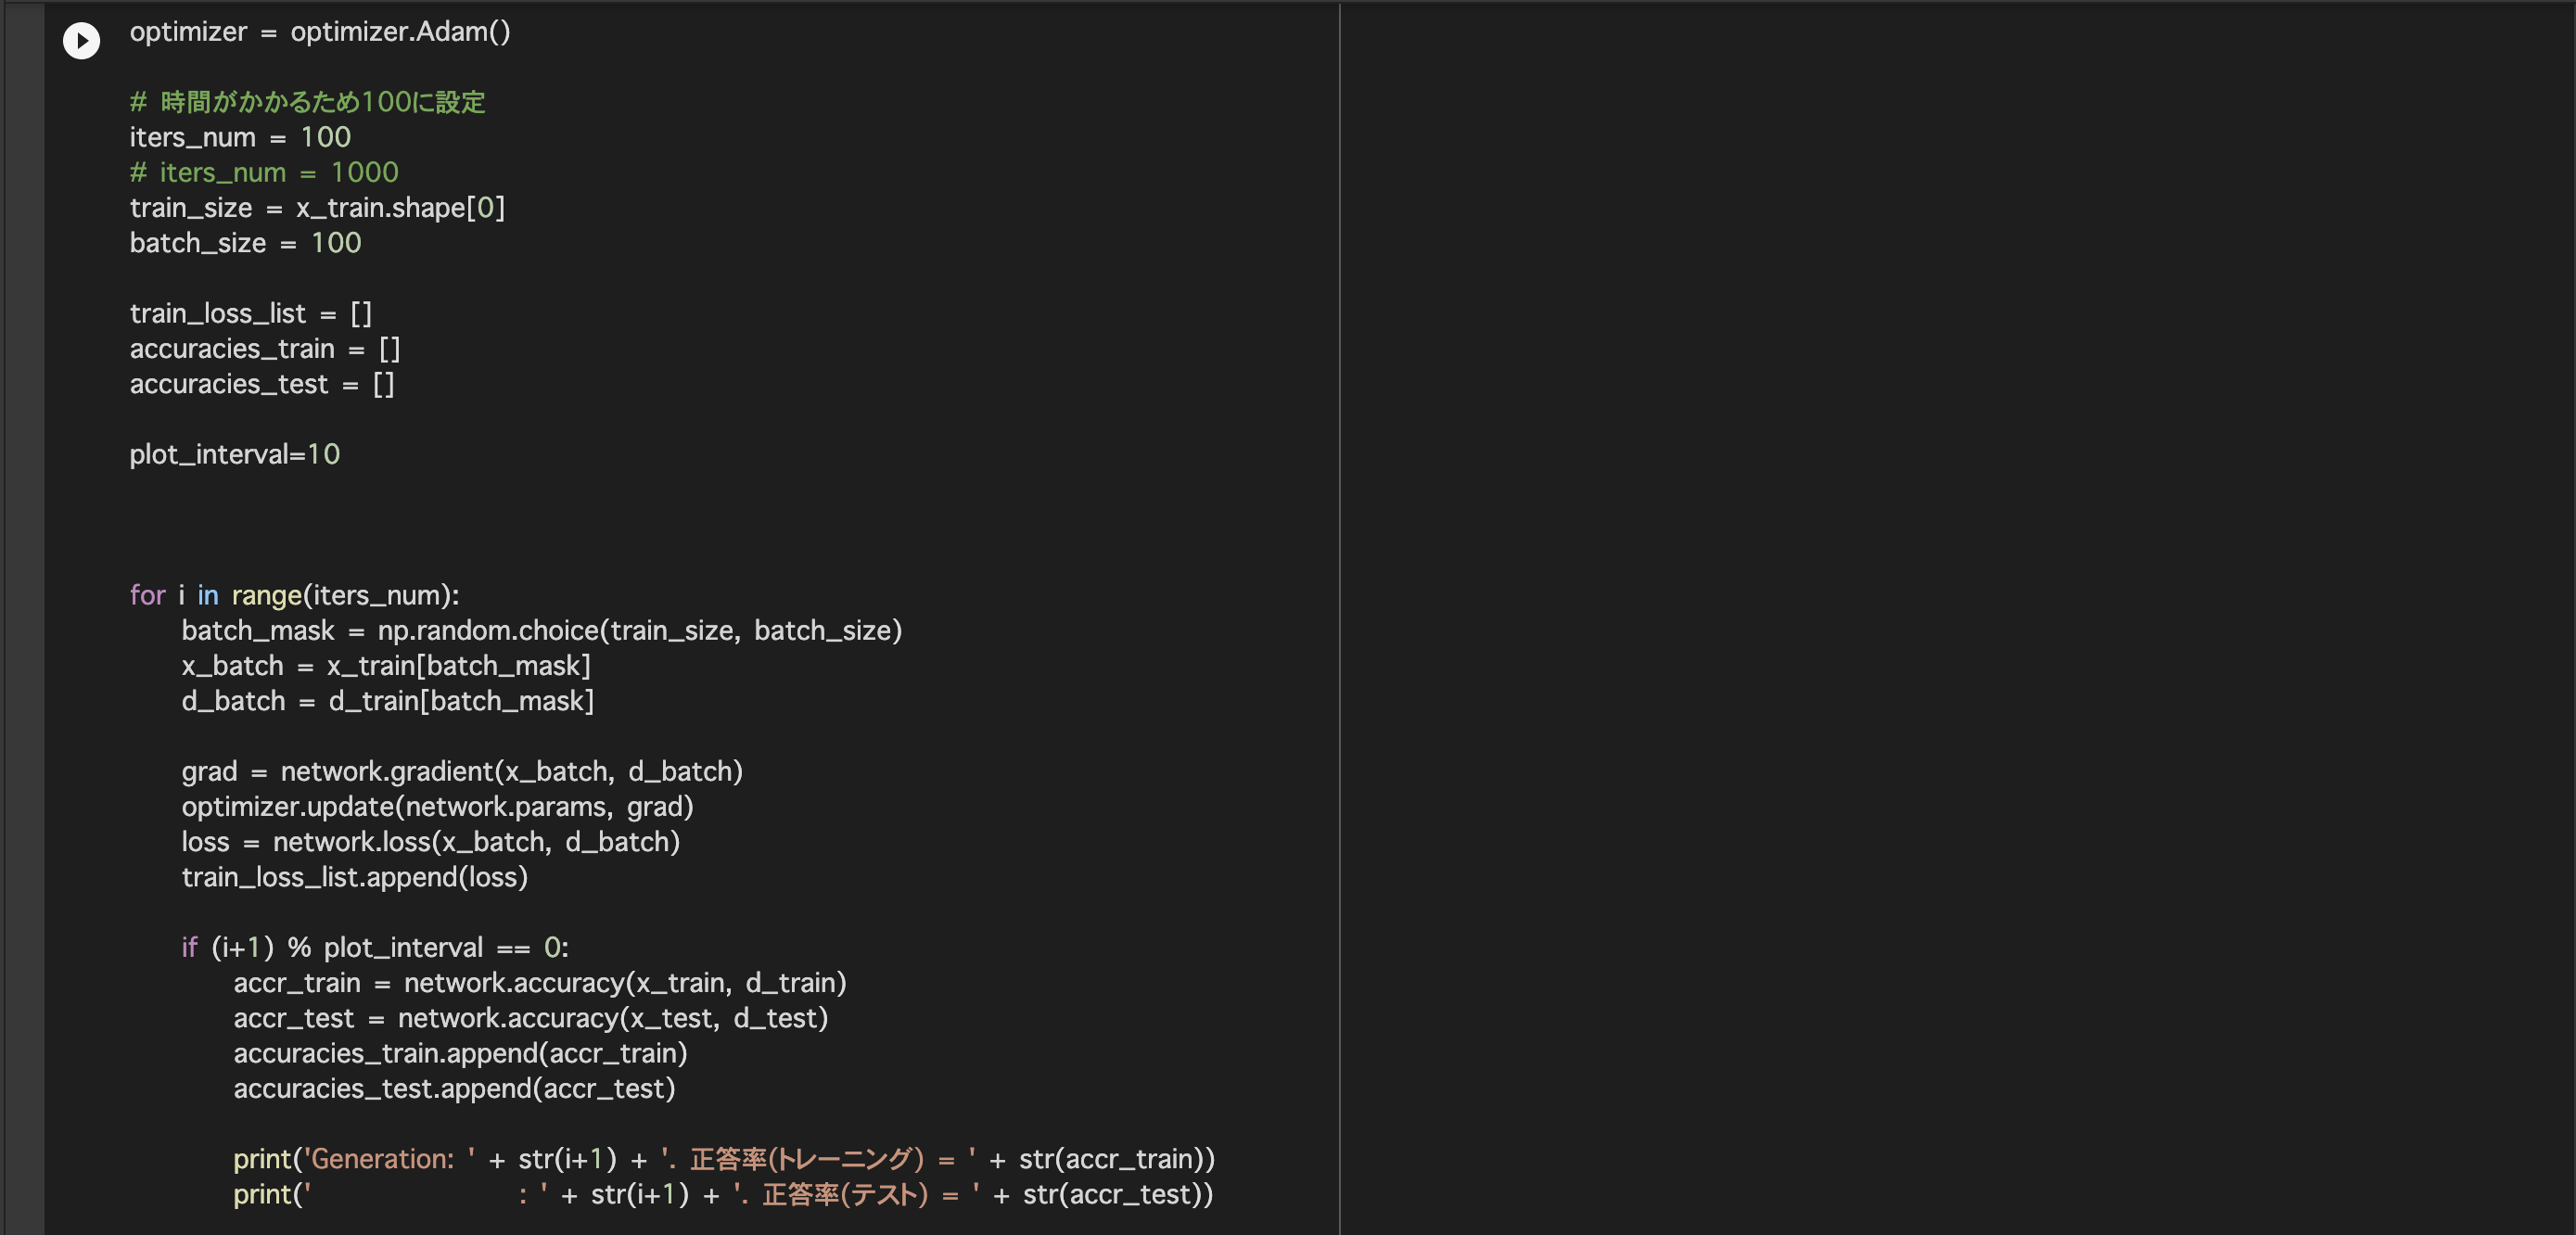 optimizer = optimizer.Adam()
# 時間がかかるため100に設定
iters_num = 100
# iters_num = 1000
train_size = x_train.shape[0]
batch_size = 100
train_loss_list = []
accuracies_train = []
accuracies_test = []
plot_interval=10
for i in range(iters_num):
    batch_mask = np.random.choice(train_size, batch_size)
    x_batch = x_train[batch_mask]
    d_batch = d_train[batch_mask]
    grad = network.gradient(x_batch, d_batch)
    optimizer.update(network.params, grad)
    loss = network.loss(x_batch, d_batch)
    train_loss_list.append(loss)
    if (i+1) % plot_interval == 0:
        accr_train = network.accuracy(x_train, d_train)
        accr_test = network.accuracy(x_test, d_test)
        accuracies_train.append(accr_train)
        accuracies_test.append(accr_test)
        print('Generation: ' + str(i+1) + '. 正答率(トレーニング) = ' + str(accr_train))
        print('                : ' + str(i+1) + '. 正答率(テスト) = ' + str(accr_test))